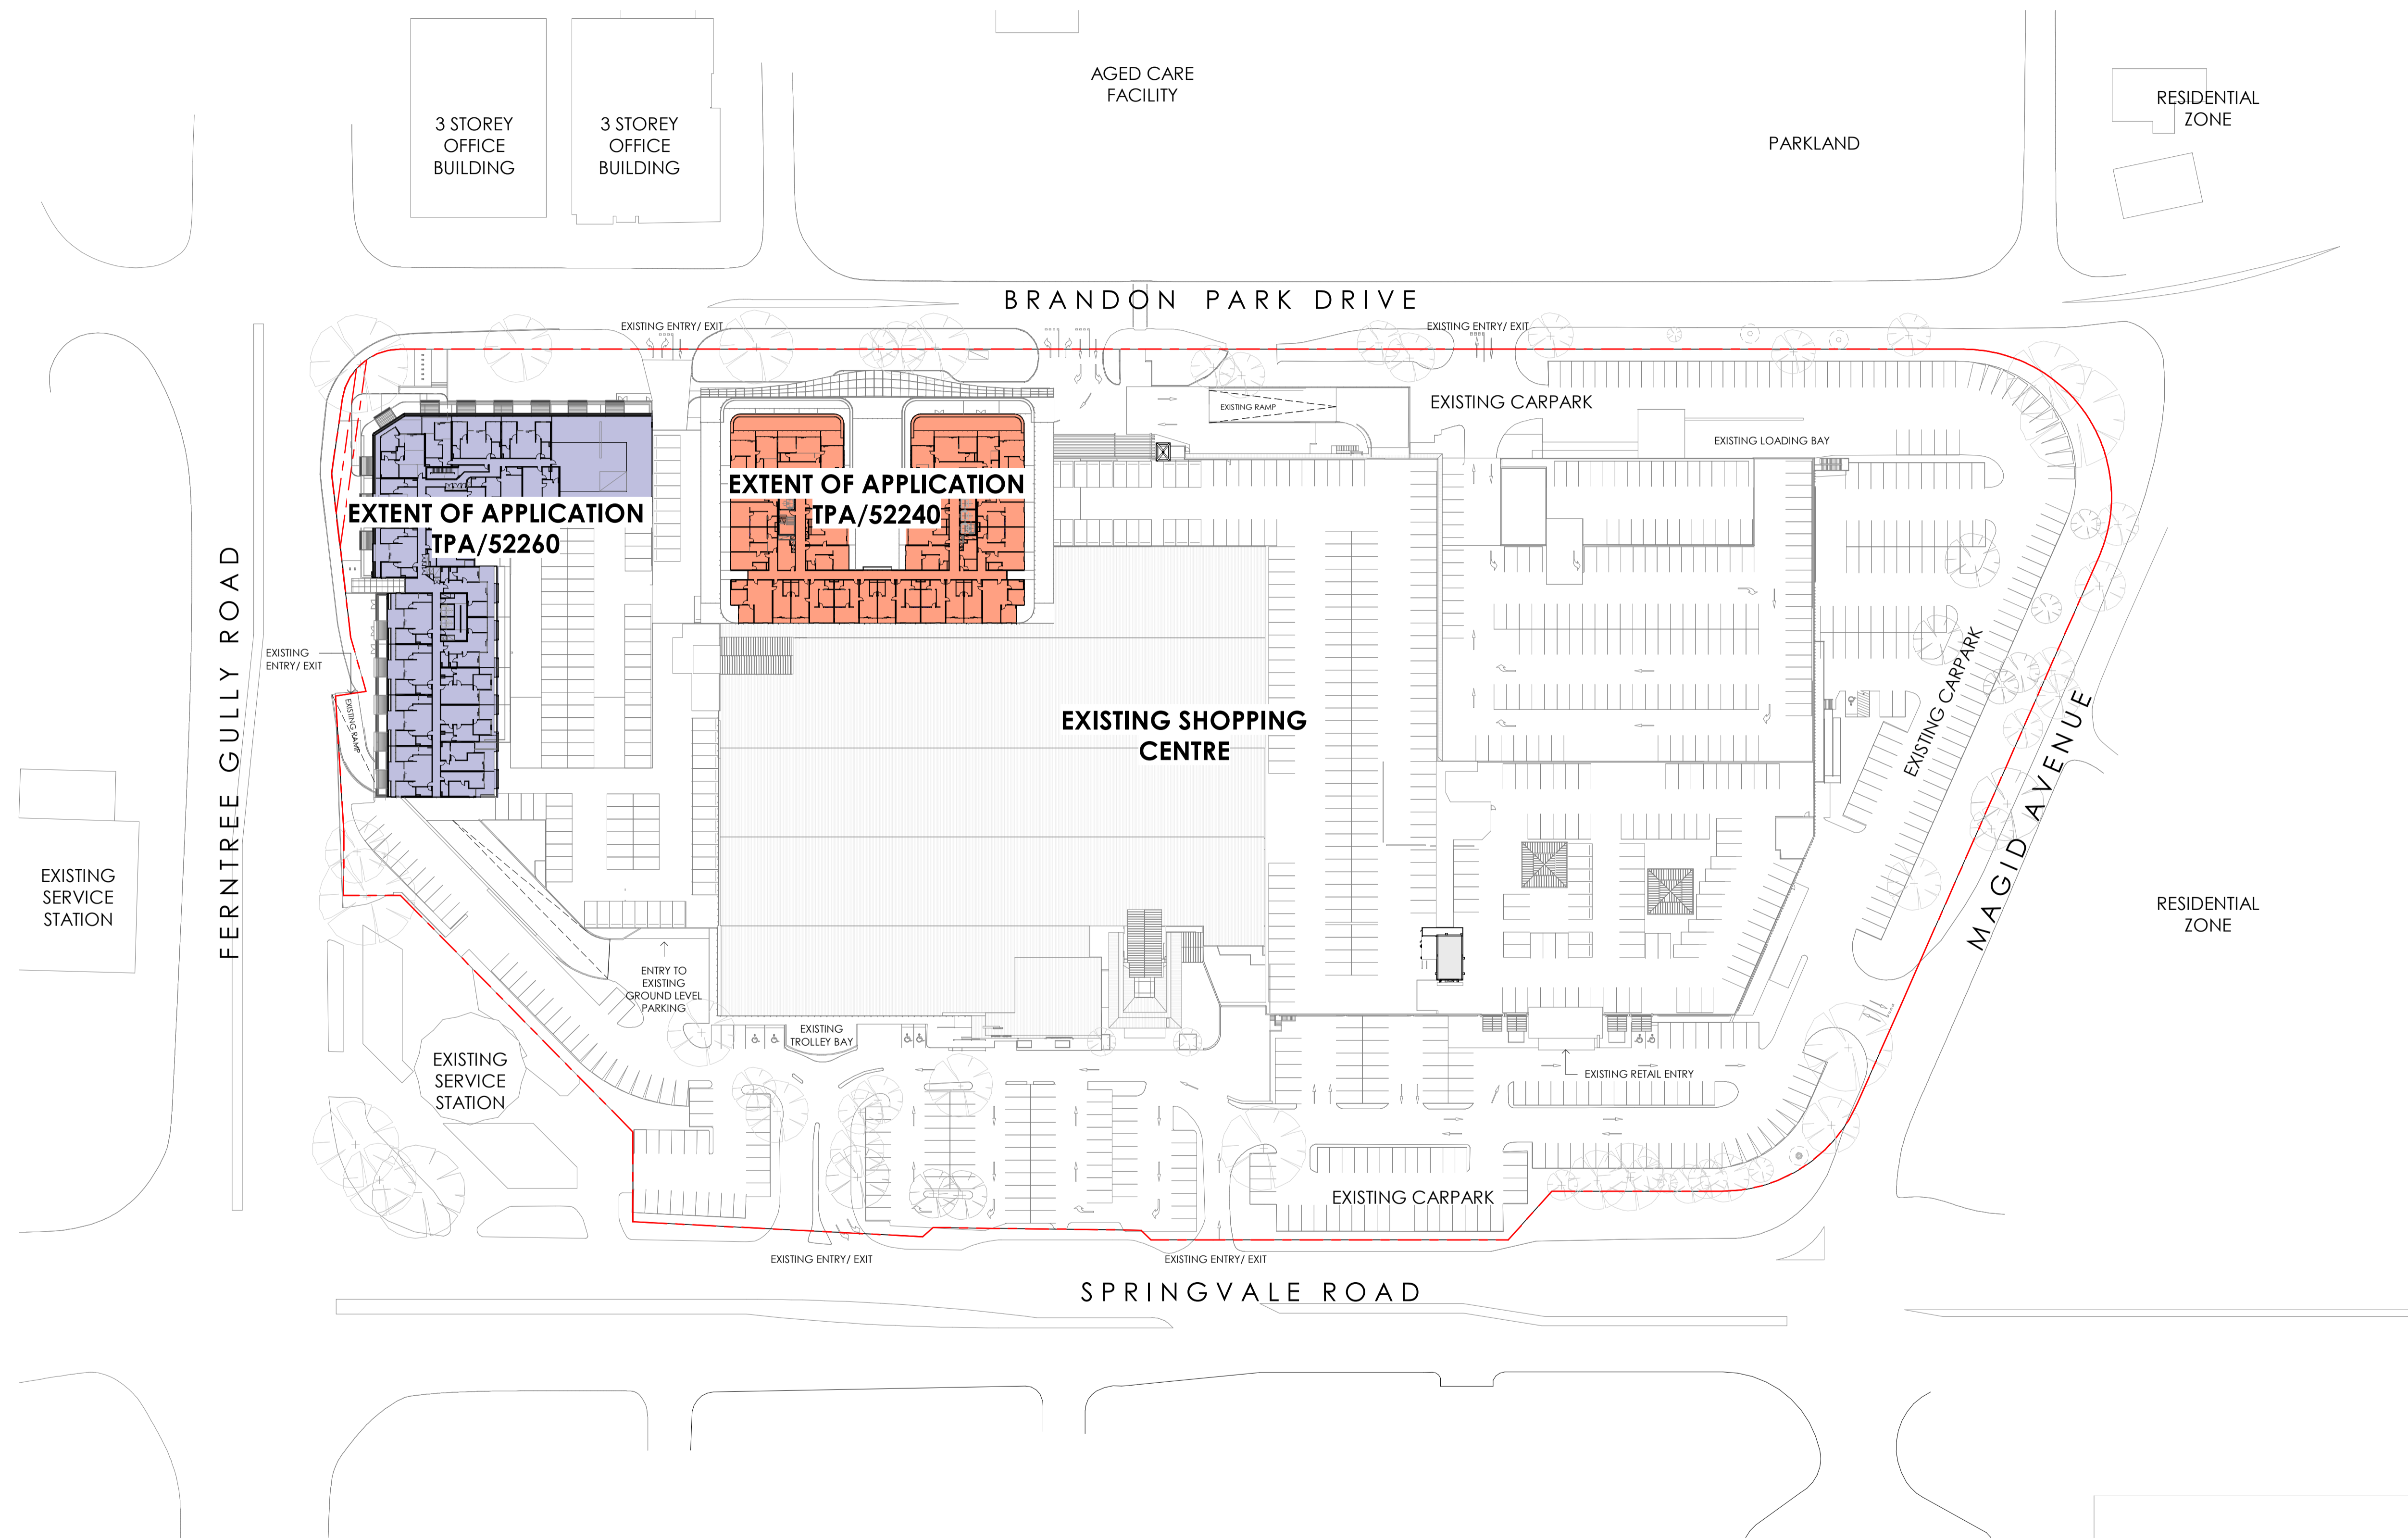 AGED CARE
FACILITY
RESIDENTIAL
ZONE
3 STOREY
OFFICE
BUILDING
3 STOREY
OFFICE
BUILDING
PARKLAND
BRANDON PARK DRIVE
EXISTING ENTRY/ EXIT
EXISTING ENTRY/ EXIT
EXISTING RAMP
EXISTING CARPARK
EXISTING LOADING BAY
EXTENT OF APPLICATION
TPA/52240
EXTENT OF APPLICATION
TPA/52260
FERNTREE GULLY ROAD
EXISTING
ENTRY/ EXIT
EXISTING RAMP
EXISTING SHOPPING
CENTRE
EXISTING CARPARK
MAGID AVENUE
EXISTING
SERVICE
STATION
RESIDENTIAL
ZONE
ENTRY TO
EXISTING
GROUND LEVEL
PARKING
EXISTING
TROLLEY BAY
EXISTING
SERVICE
STATION
EXISTING RETAIL ENTRY
EXISTING CARPARK
EXISTING ENTRY/ EXIT
EXISTING ENTRY/ EXIT
SPRINGVALE ROAD